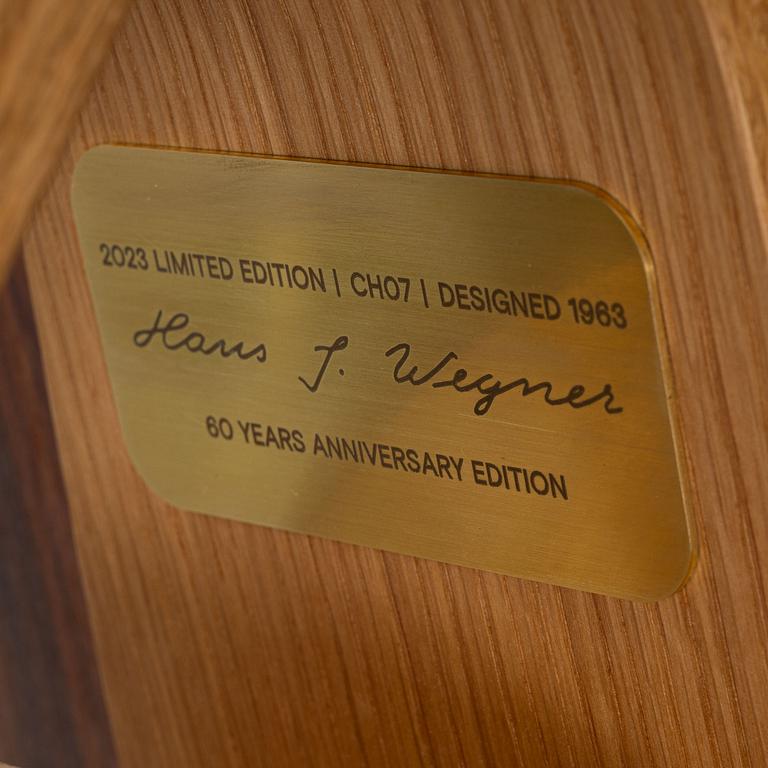 2023 LIMITED EDITION | CH07 | DESIGNED 1963
Hans J. Wegner
60 YEARS ANNIVERSARY EDITION